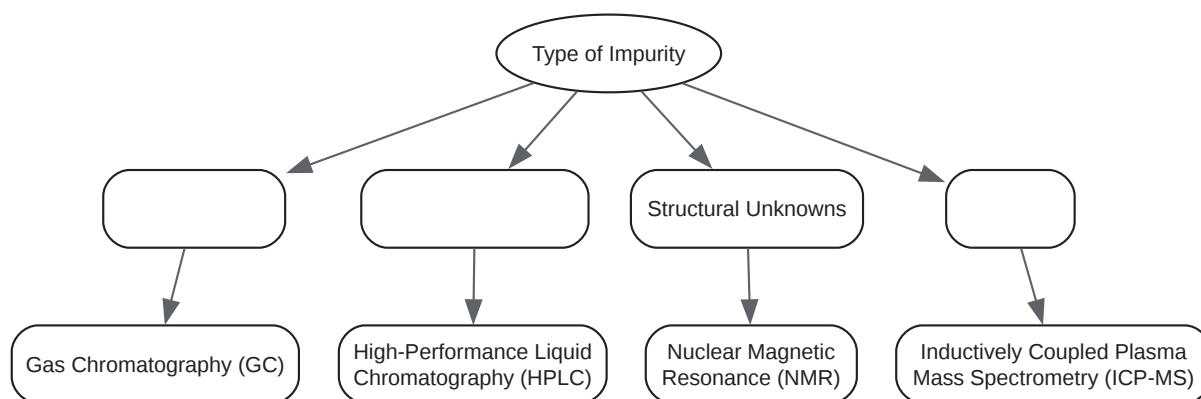 Type of Impurity
Structural Unknowns
Gas Chromatography (GC)
High-Performance Liquid
Chromatography (HPLC)
Nuclear Magnetic
Resonance (NMR)
Inductively Coupled Plasma
Mass Spectrometry (ICP-MS)